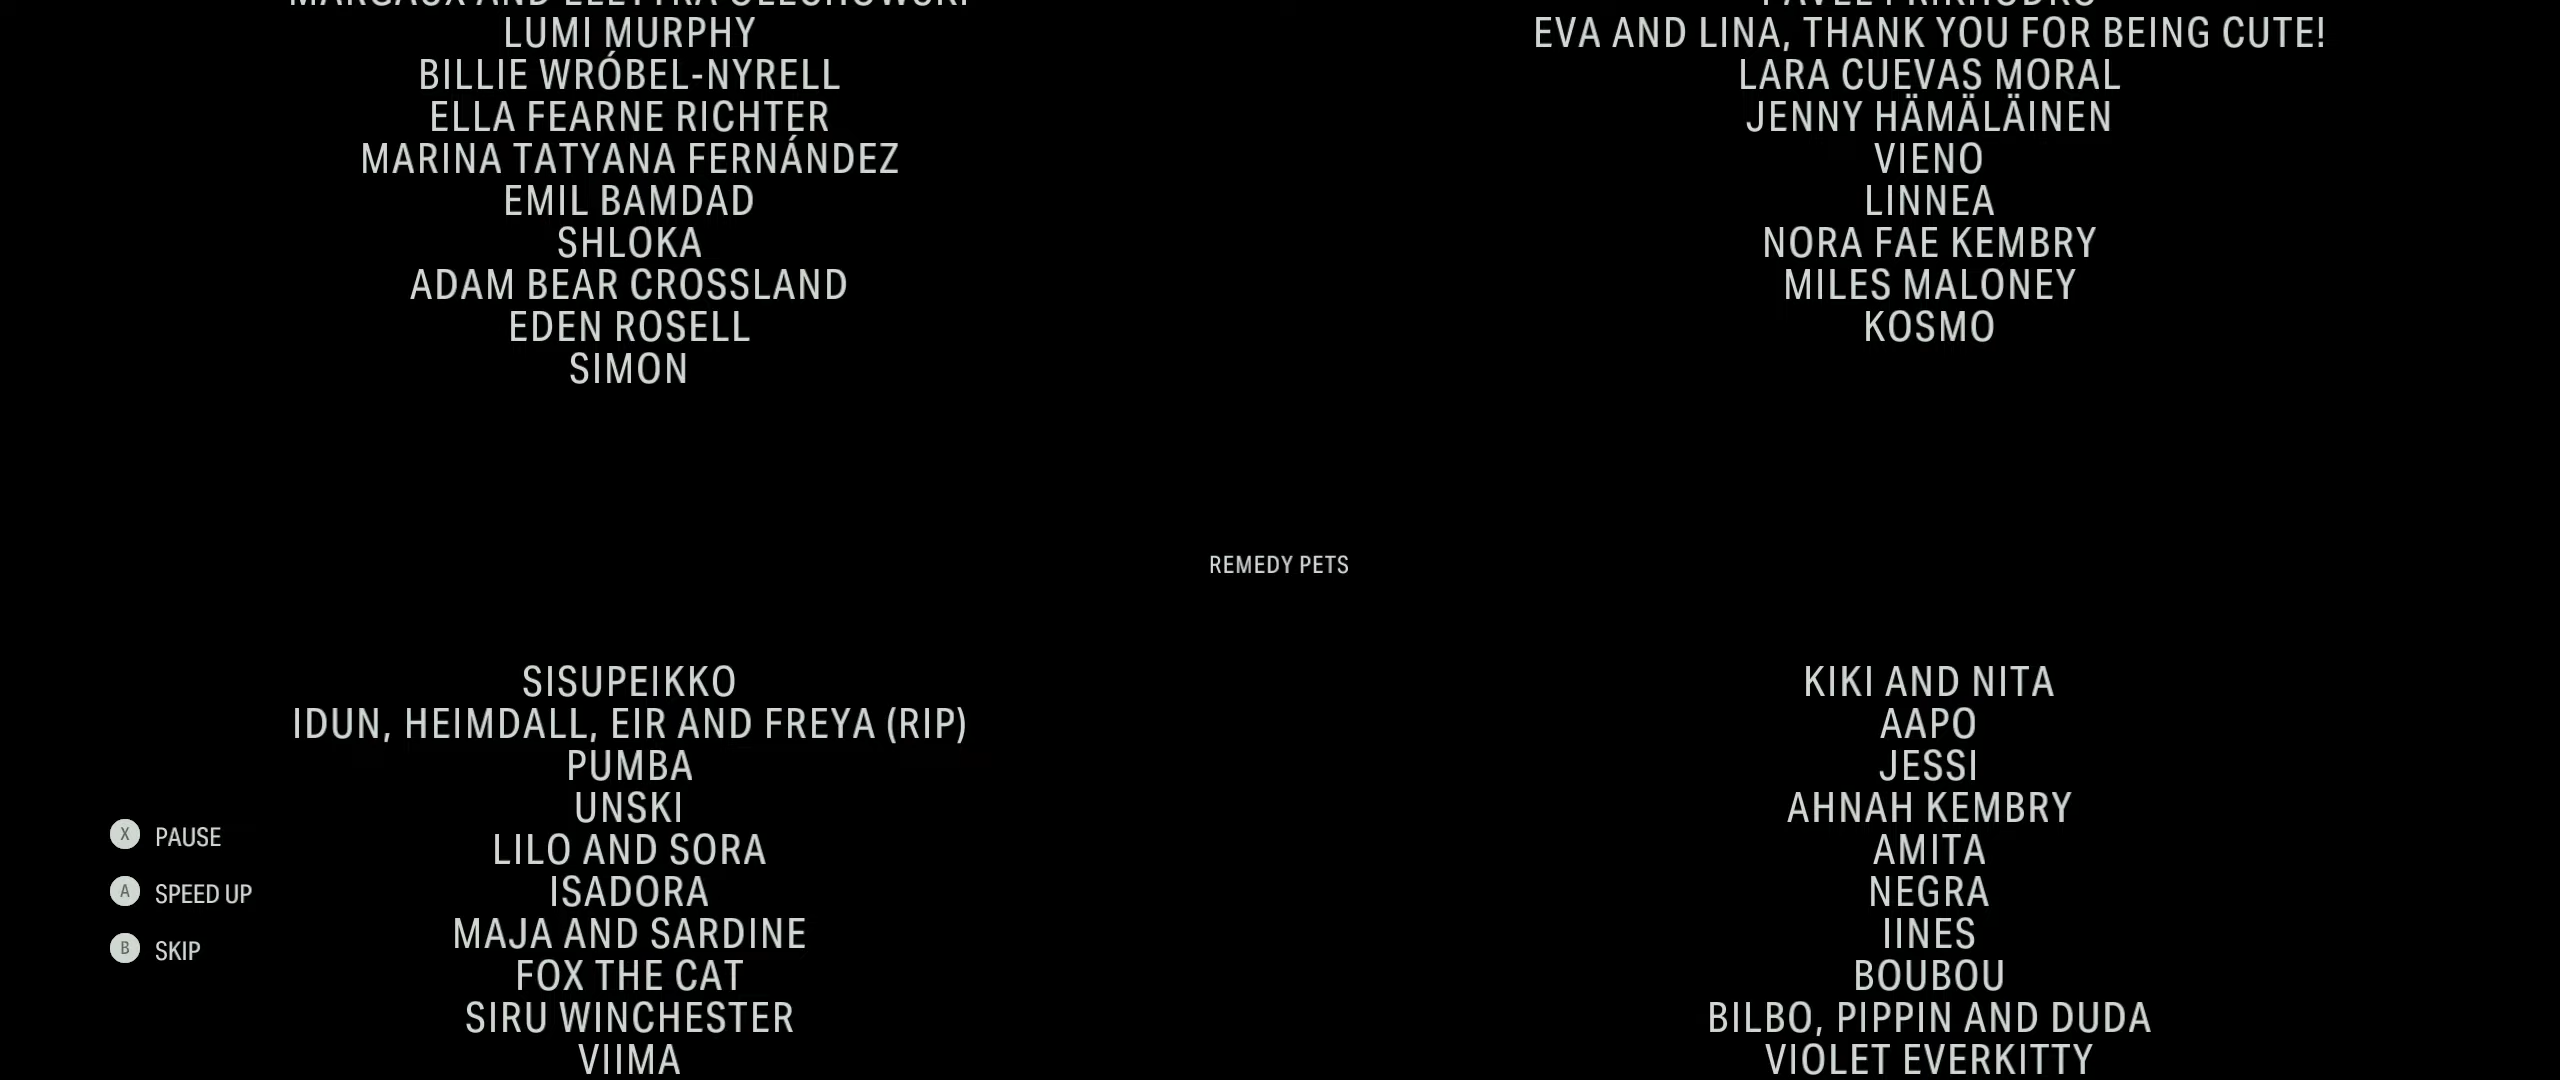 LUMI MURPHY
BILLIE WRÓBEL-NYRELL
ELLA FEARNE RICHTER
MARINA TATYANA FERNÁNDEZ
EMIL BAMDAD
SHLOKA
ADAM BEAR CROSSLAND
EDEN ROSELL
SIMON
EVA AND LINA, THANK YOU FOR BEING CUTE!
LARA CUEVAS MORAL
JENNY HÄMÄLÄINEN
VIENO
LINNEA
NORA FAE KEMBRY
MILES MALONEY
KOSMO
REMEDY PETS
SISUPEIKKO
IDUN, HEIMDALL, EIR AND FREYA (RIP)
PUMBA
UNSKI
LILO AND SORA
ISADORA
MAJA AND SARDINE
FOX THE CAT
SIRU WINCHESTER
VIIMA
KIKI AND NITA
AAPO
JESSI
AHNAH KEMBRY
AMITA
NEGRA
IINES
BOUBOU
BILBO, PIPPIN AND DUDA
VIOLET EVERKITTY
X PAUSE
A SPEED UP
B SKIP